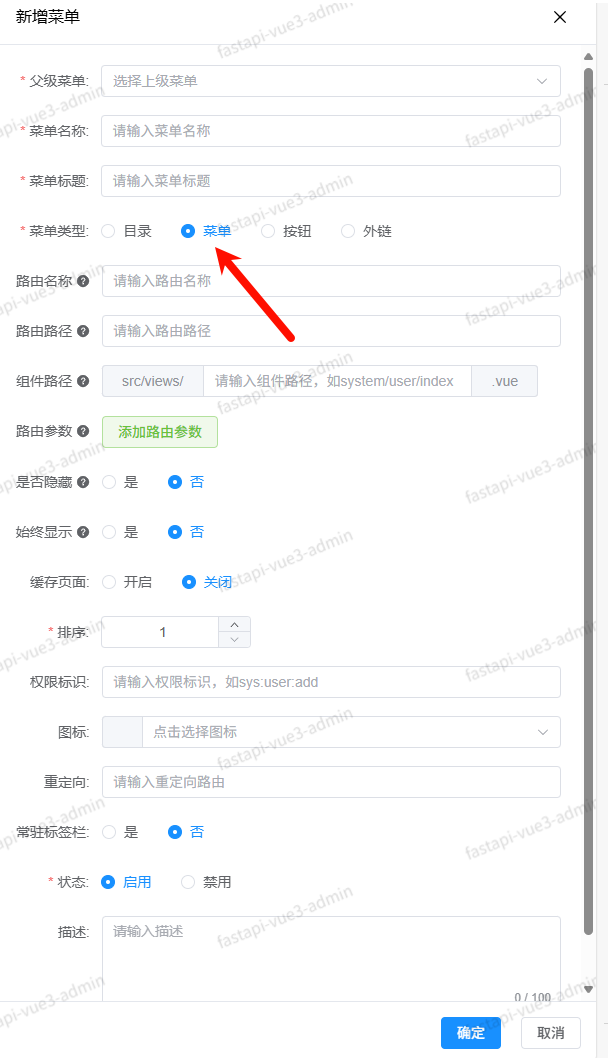 新增菜单
* 父级菜单: 选择上级菜单
* 菜单名称: 请输入菜单名称
* 菜单标题: 请输入菜单标题
* 菜单类型: 目录 菜单 按钮 外链
路由名称 ? 请输入路由名称
路由路径 ? 请输入路由路径
组件路径 ? src/views/ 请输入组件路径，如system/user/index .vue
路由参数 ? 添加路由参数
是否隐藏 ? 是 否
始终显示 ? 是 否
缓存页面: 开启 关闭
* 排序: 1
权限标识: 请输入权限标识，如sys:user:add
图标: 点击选择图标
重定向: 请输入重定向路由
常驻标签栏: 是 否
* 状态: 启用 禁用
描述: 请输入描述
0 / 100
确定 取消
fastapi-vue3-admin